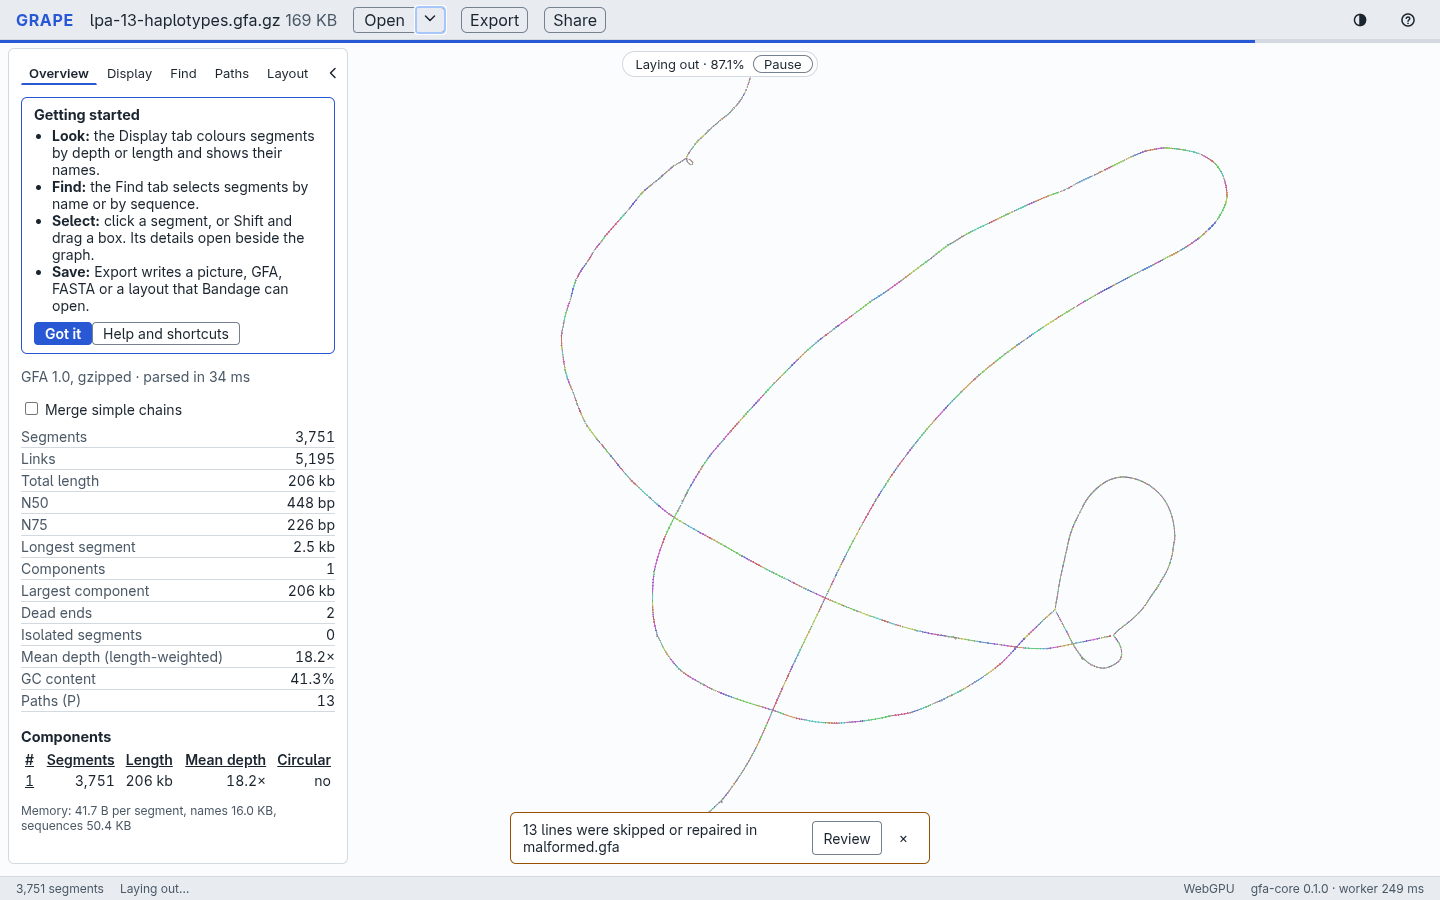 GRAPE lpa-13-haplotypes.gfa.gz 169 KB Open Export Share
Laying out · 87.1% Pause
Overview Display Find Paths Layout
Getting started
• Look: the Display tab colours segments
by depth or length and shows their
names.
• Find: the Find tab selects segments by
name or by sequence.
• Select: click a segment, or Shift and
drag a box. Its details open beside the
graph.
• Save: Export writes a picture, GFA,
FASTA or a layout that Bandage can
open.
Got it Help and shortcuts
GFA 1.0, gzipped · parsed in 34 ms
Merge simple chains
Segments 3,751
Links 5,195
Total length 206 kb
N50 448 bp
N75 226 bp
Longest segment 2.5 kb
Components 1
Largest component 206 kb
Dead ends 2
Isolated segments 0
Mean depth (length-weighted) 18.2×
GC content 41.3%
Paths (P) 13
Components
# Segments Length Mean depth Circular
1 3,751 206 kb 18.2× no
Memory: 41.7 B per segment, names 16.0 KB,
sequences 50.4 KB
13 lines were skipped or repaired in
malformed.gfa
Review ×
3,751 segments Laying out... WebGPU gfa-core 0.1.0 · worker 249 ms